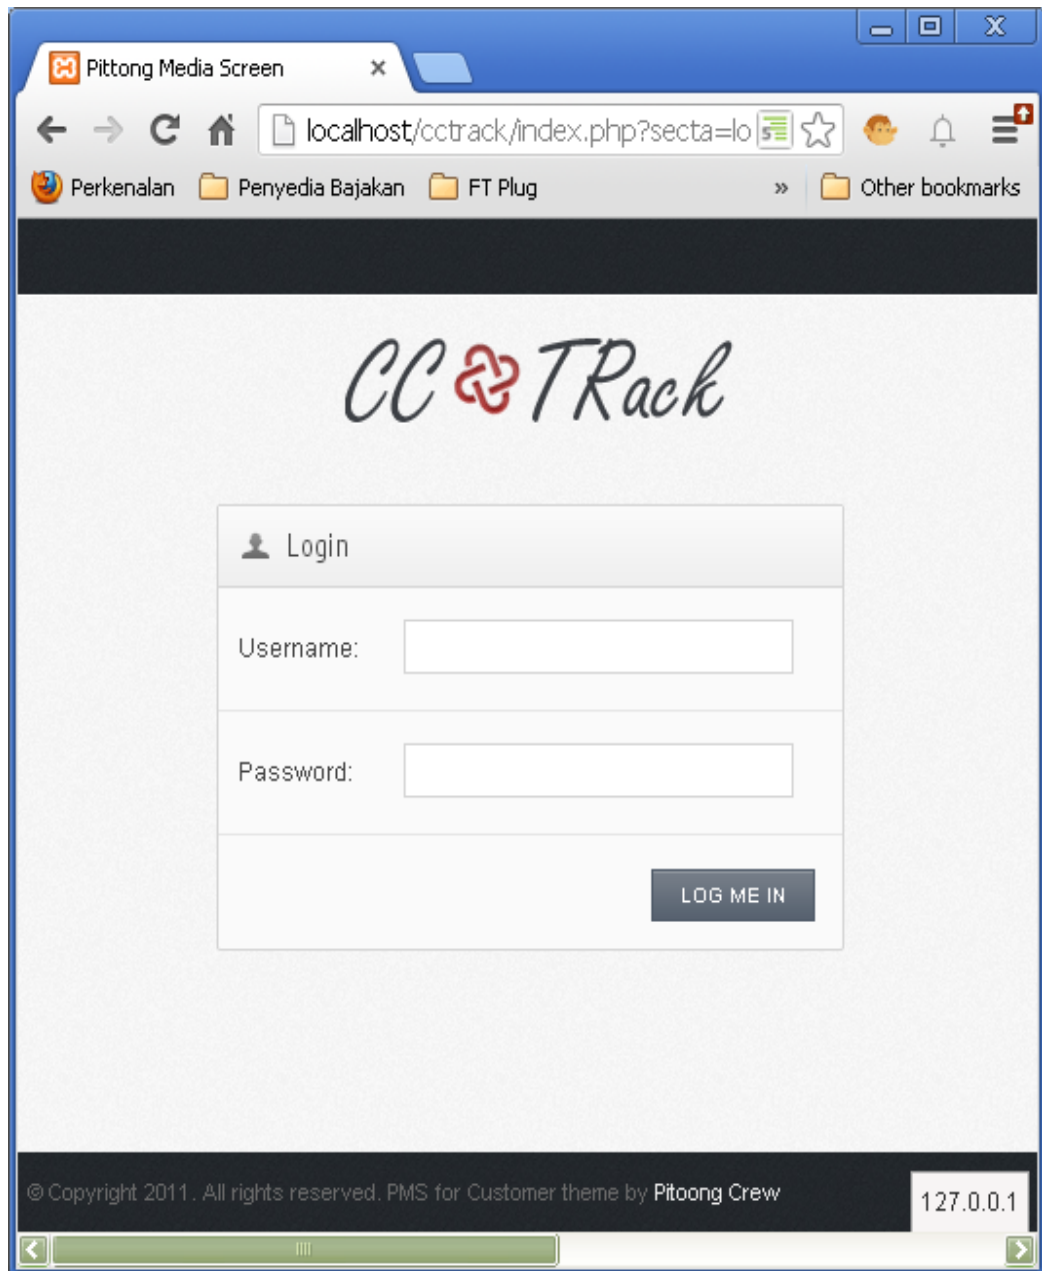 Pittong Media Screen
localhost/cctrack/index.php?secta=lo
Perkenalan Penyedia Bajakan FT Plug » Other bookmarks
CC TRack
Login
Username:
Password:
LOG ME IN
© Copyright 2011. All rights reserved. PMS for Customer theme by Pitoong Crew
127.0.0.1